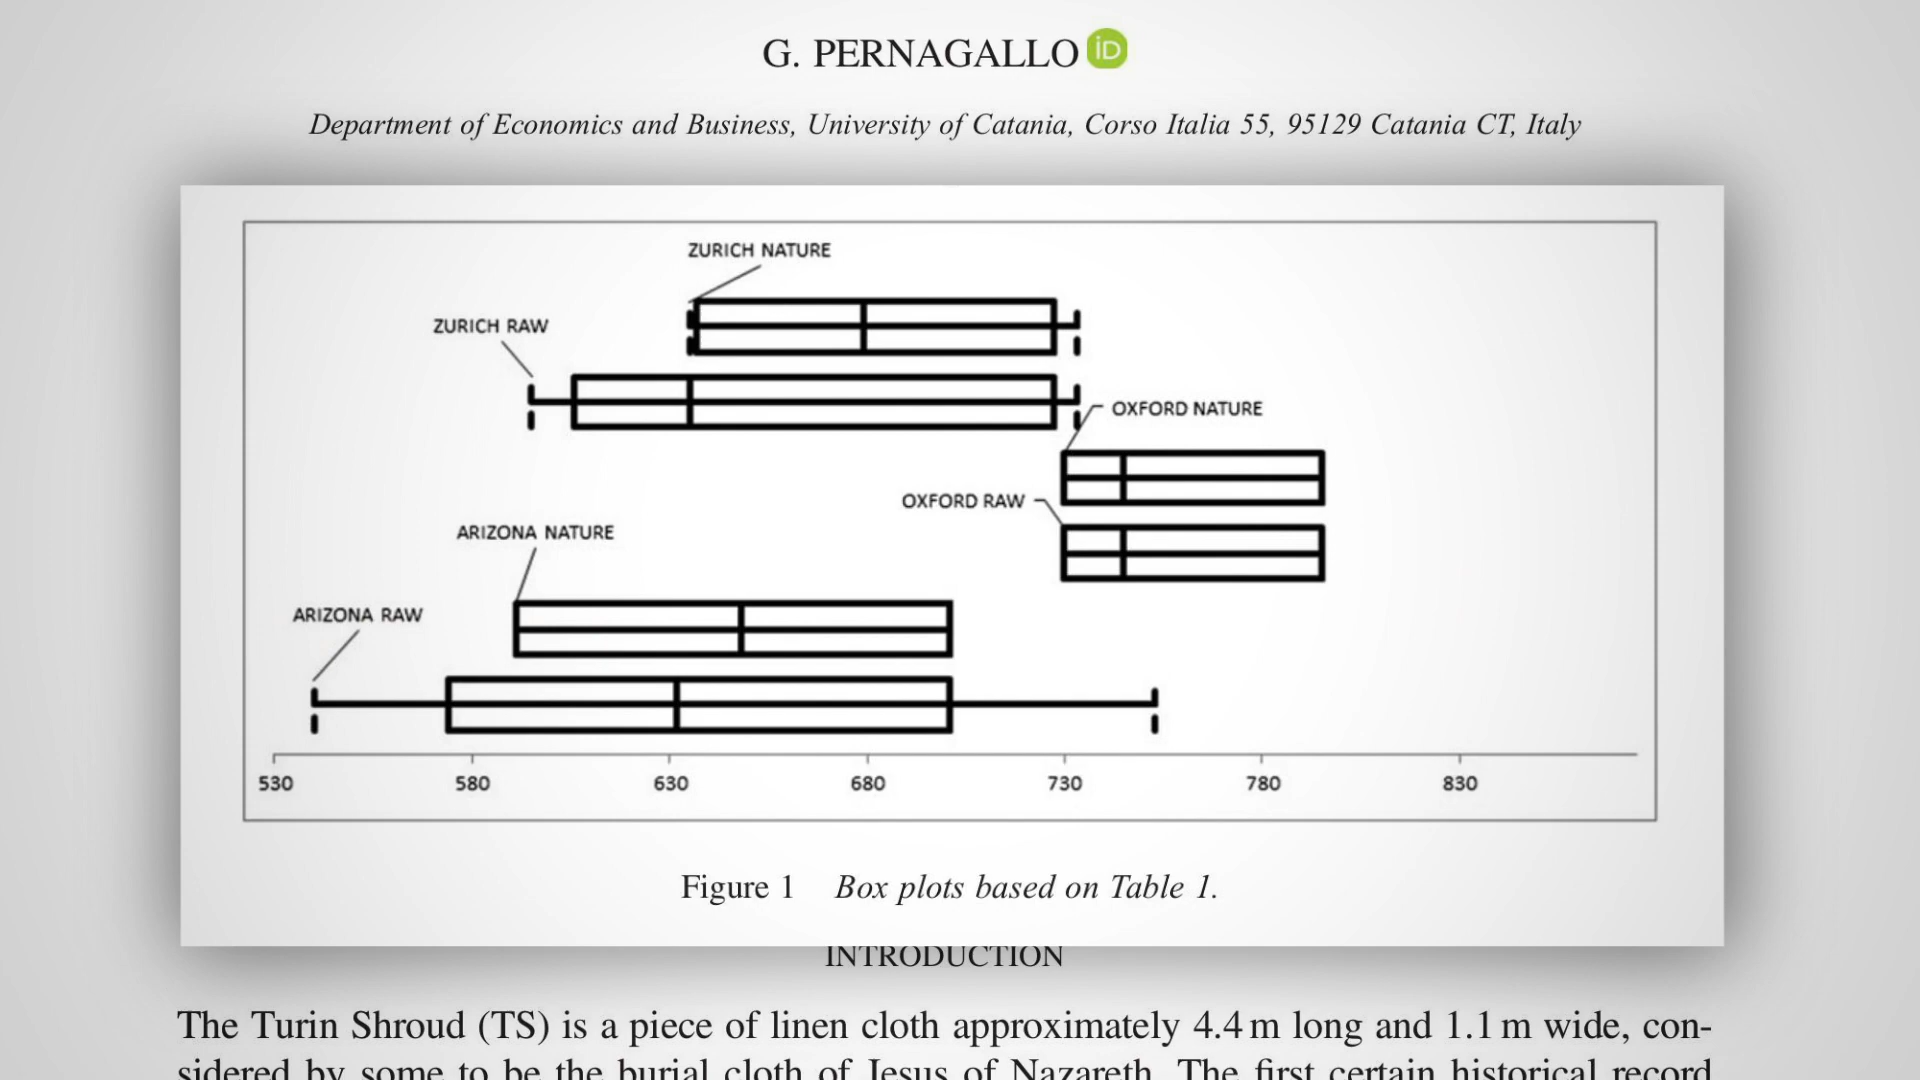 G. PERNAGALLO iD
Department of Economics and Business, University of Catania, Corso Italia 55, 95129 Catania CT, Italy
ZURICH NATURE
ZURICH RAW
OXFORD NATURE
OXFORD RAW
ARIZONA NATURE
ARIZONA RAW
530 580 630 680 730 780 830
Figure 1 Box plots based on Table 1.
INTRODUCTION
The Turin Shroud (TS) is a piece of linen cloth approximately 4.4 m long and 1.1 m wide, con-
sidered by some to be the burial cloth of Jesus of Nazareth. The first certain historical record